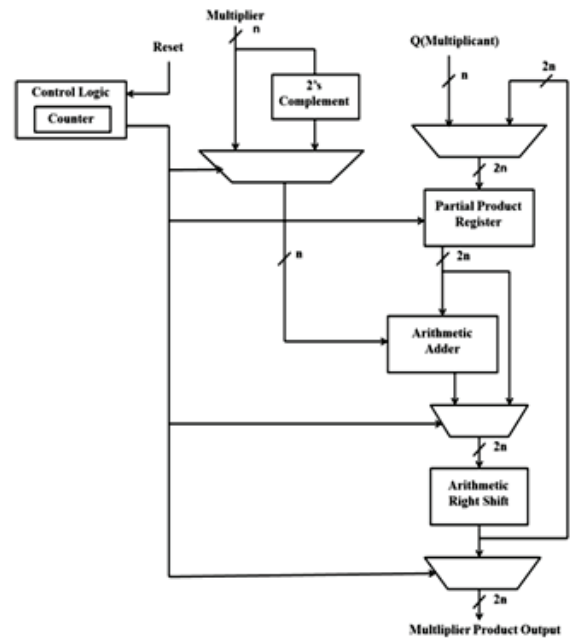 Multiplier
n
Reset
Q(Multiplicant)
n
2n
Control Logic
Counter
2's
Complement
2n
Partial Product
Register
n
2n
Arithmetic
Adder
2n
Arithmetic
Right Shift
2n
Multliplier Product Output